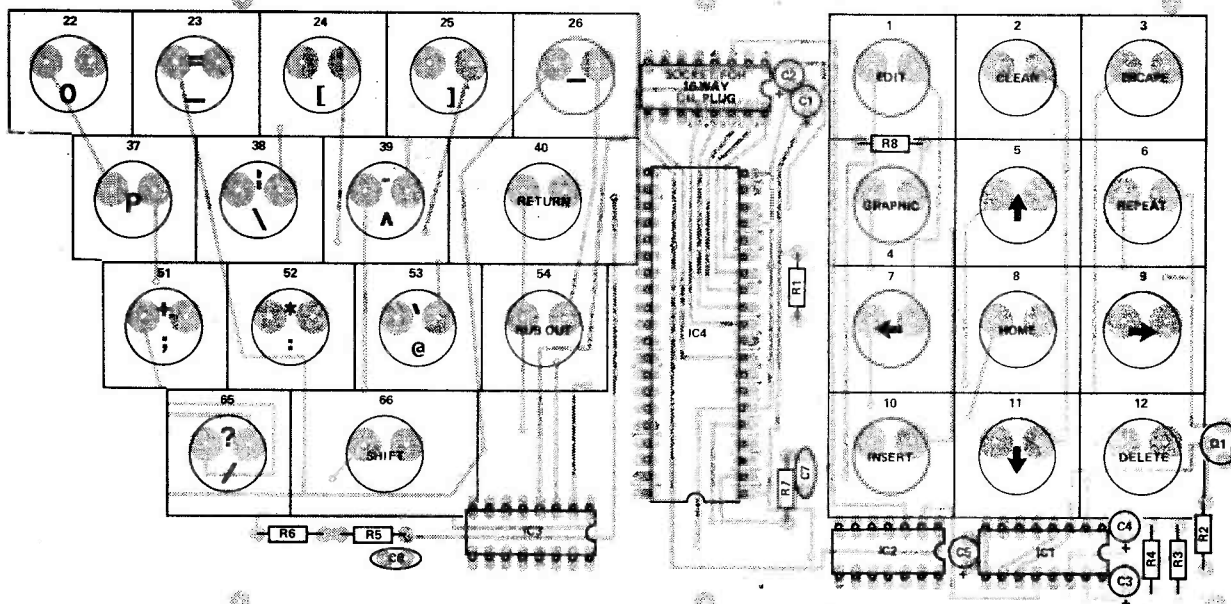 22 23 24 25 26
0 = _ [ ] –
SOCKET FOR
16-WAY
DIL PLUG
C2
C1
1 2 3
EDIT CLEAR ESCAPE
37 38 39 40
P ¦ \ ~ ^ RETURN
R8
GRAPHIC
4
5 6
REPEAT
51 52 53 54
+ ; * : ` @ RUB OUT
IC4
R1
7 8 9
HOME
65 66
? / SHIFT
10 11 12
INSERT DELETE
Q1
R7
C7
R6 R5
C6
IC3
IC2
C5
IC1
C4
C3
R4
R3
R2